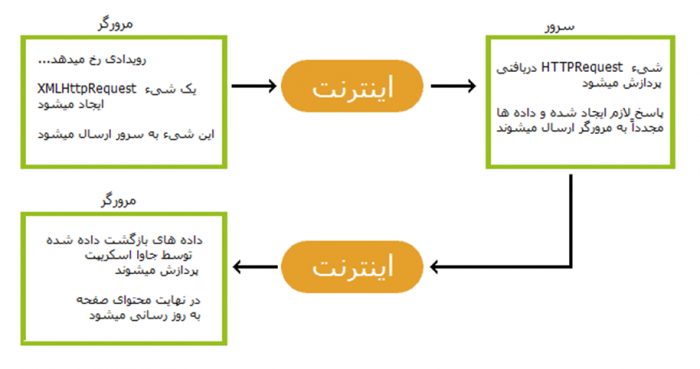 مرورگر
رویدادی رخ میدهد...
یک شیء XMLHttpRequest
ایجاد میشود
این شیء به سرور ارسال میشود
اینترنت
سرور
شیء HTTPRequest دریافتی
پردازش میشود
پاسخ لازم ایجاد شده و داده ها
مجدداً به مرورگر ارسال میشوند
اینترنت
مرورگر
داده های بازگشت داده شده
توسط جاوا اسکریپت
پردازش میشوند
در نهایت محتوای صفحه
به روز رسانی میشود